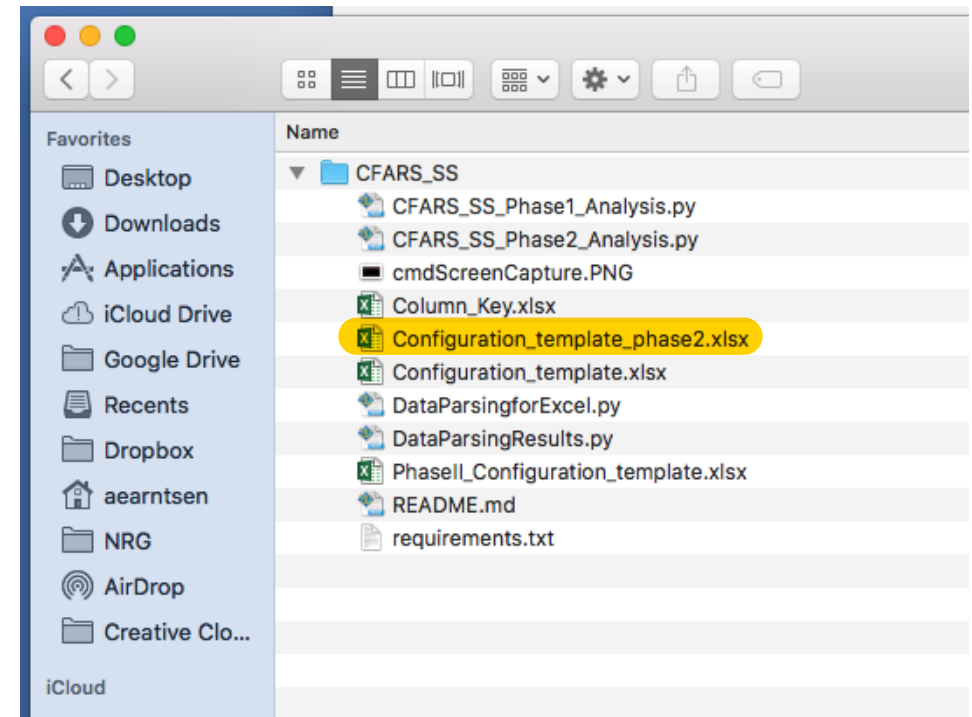 Favorites
Desktop
Downloads
Applications
iCloud Drive
Google Drive
Recents
Dropbox
aearntsen
NRG
AirDrop
Creative Clo...
iCloud
Name
CFARS_SS
CFARS_SS_Phase1_Analysis.py
CFARS_SS_Phase2_Analysis.py
cmdScreenCapture.PNG
Column_Key.xlsx
Configuration_template_phase2.xlsx
Configuration_template.xlsx
DataParsingforExcel.py
DataParsingResults.py
PhaseII_Configuration_template.xlsx
README.md
requirements.txt